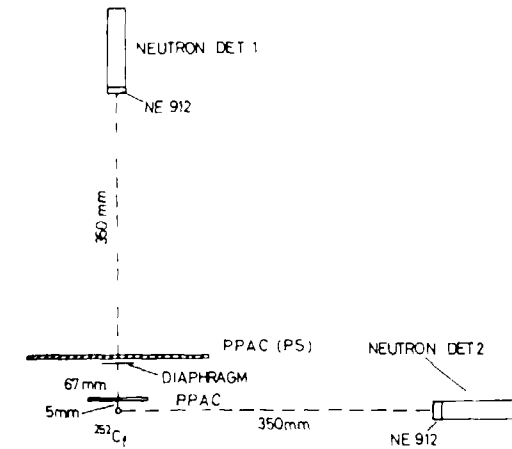 NEUTRON DET 1
NE 912
350 mm
PPAC (PS)
NEUTRON DET 2
DIAPHRAGM
67 mm
PPAC
5mm
350mm
252Cf
NE 912